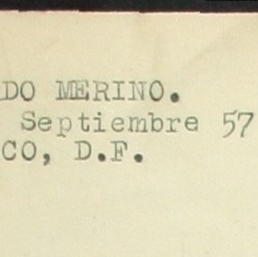 DO MERINO.
Septiembre 57
CO, D.F.